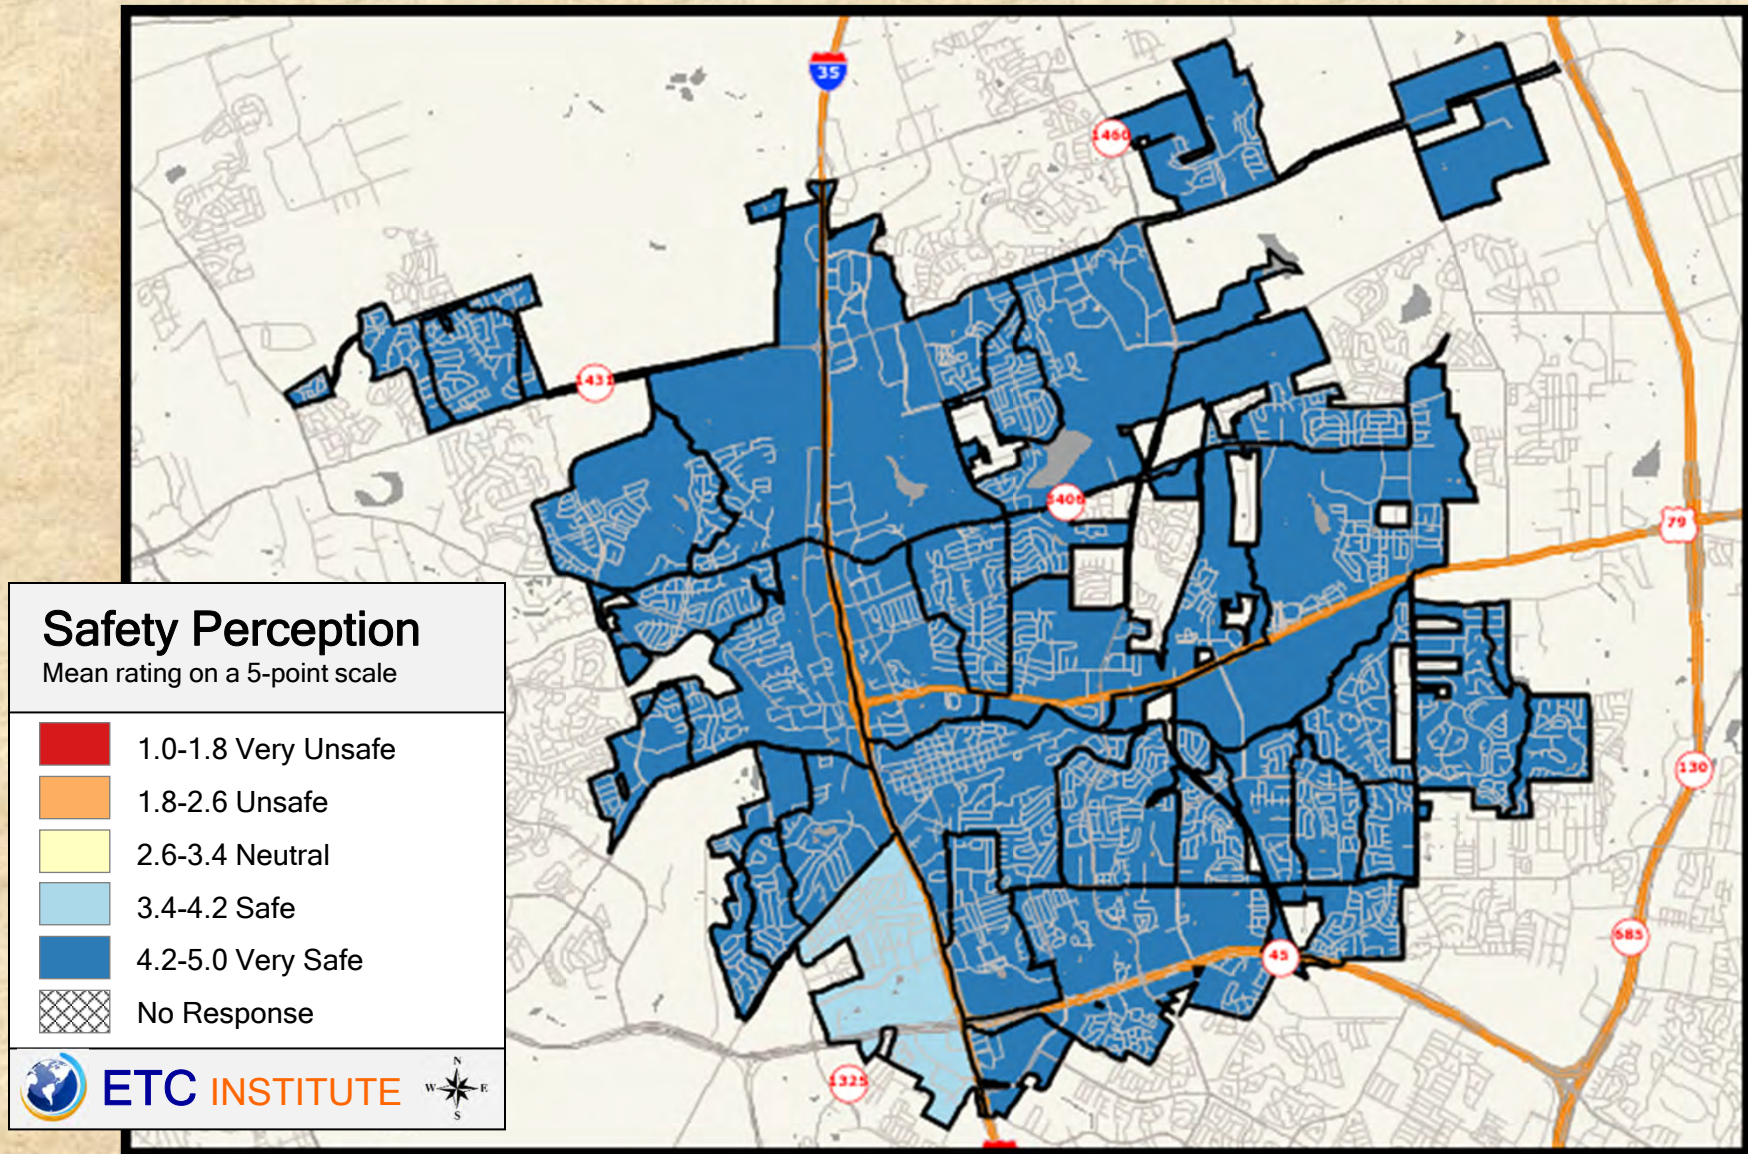 35
1460
1431
3406
79
130
685
45
1325
Safety Perception
Mean rating on a 5-point scale
1.0-1.8 Very Unsafe
1.8-2.6 Unsafe
2.6-3.4 Neutral
3.4-4.2 Safe
4.2-5.0 Very Safe
No Response
ETC INSTITUTE
N
W E
S